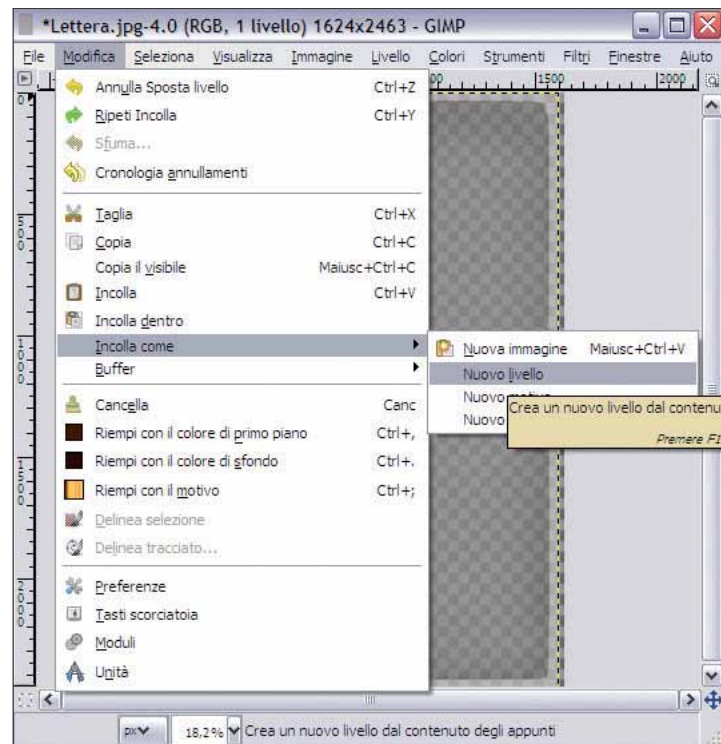 *Lettera.jpg-4.0 (RGB, 1 livello) 1624x2463 - GIMP
File Modifica Seleziona Visualizza Immagine Livello Colori Strumenti Filtri Finestre Aiuto
1500 2000
0
500
1000
1500
2000
Annulla Sposta livello Ctrl+Z
Ripeti Incolla Ctrl+Y
Sfuma...
Cronologia annullamenti
Taglia Ctrl+X
Copia Ctrl+C
Copia il visibile Maiusc+Ctrl+C
Incolla Ctrl+V
Incolla dentro
Incolla come
Buffer
Nuova immagine Maiusc+Ctrl+V
Nuovo livello
Nuovo
Nuovo
Crea un nuovo livello dal contenu
Premere F1
Cancella Canc
Riempi con il colore di primo piano Ctrl+,
Riempi con il colore di sfondo Ctrl+.
Riempi con il motivo Ctrl+;
Delinea selezione
Delinea tracciato...
Preferenze
Tasti scorciatoia
Moduli
Unità
px 18,2% Crea un nuovo livello dal contenuto degli appunti